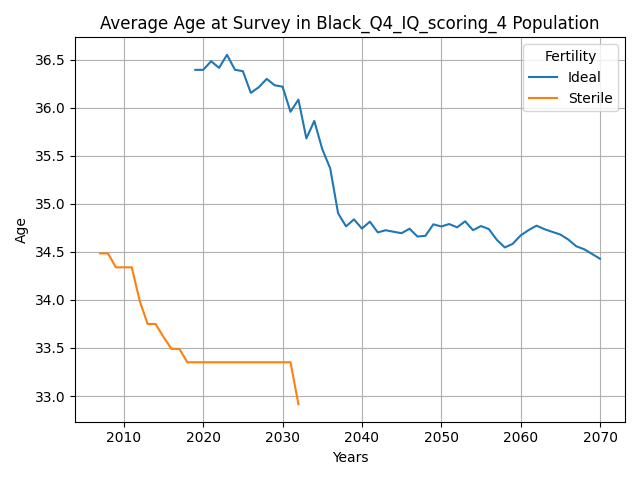 Average Age at Survey in Black_Q4_IQ_scoring_4 Population
Fertility
Ideal
Sterile
36.5
36.0
35.5
35.0
34.5
34.0
33.5
33.0
Age
2010
2020
2030
2040
2050
2060
2070
Years